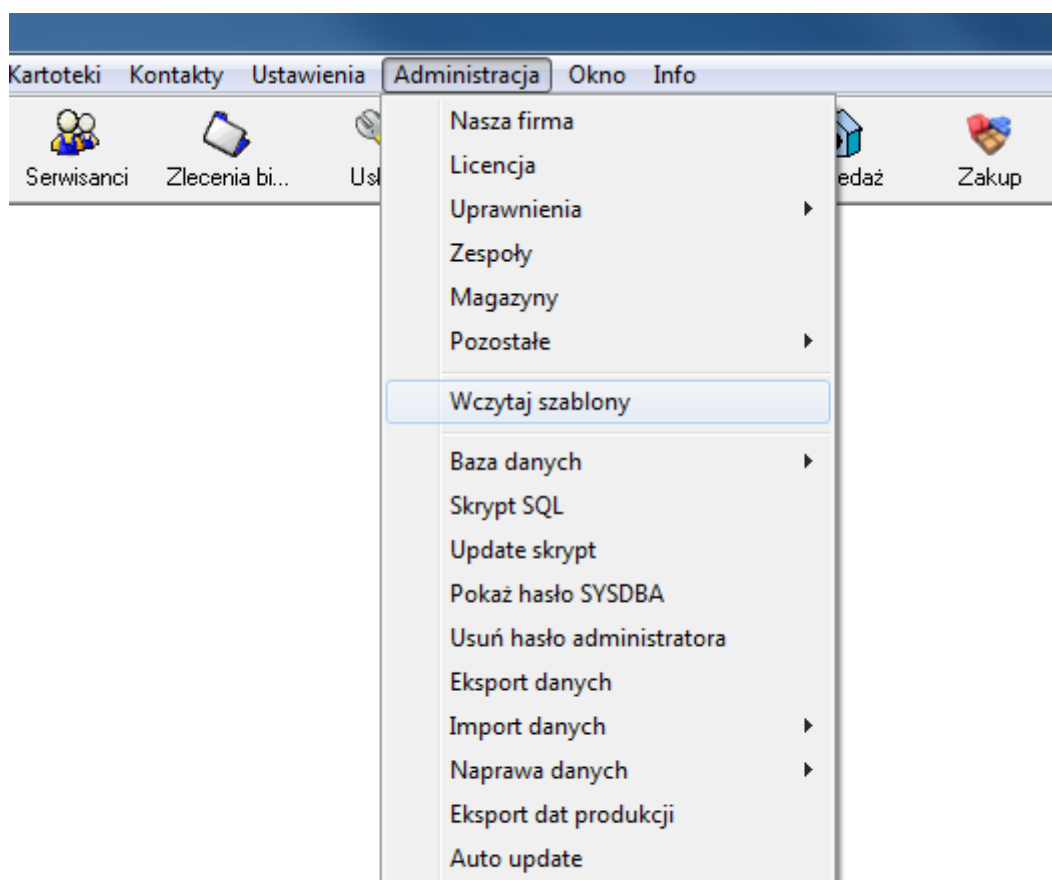 Kartoteki Kontakty Ustawienia Administracja Okno Info
Serwisanci Zlecenia bi... Usł edaż Zakup
Nasza firma
Licencja
Uprawnienia
Zespoły
Magazyny
Pozostałe
Wczytaj szablony
Baza danych
Skrypt SQL
Update skrypt
Pokaż hasło SYSDBA
Usuń hasło administratora
Eksport danych
Import danych
Naprawa danych
Eksport dat produkcji
Auto update